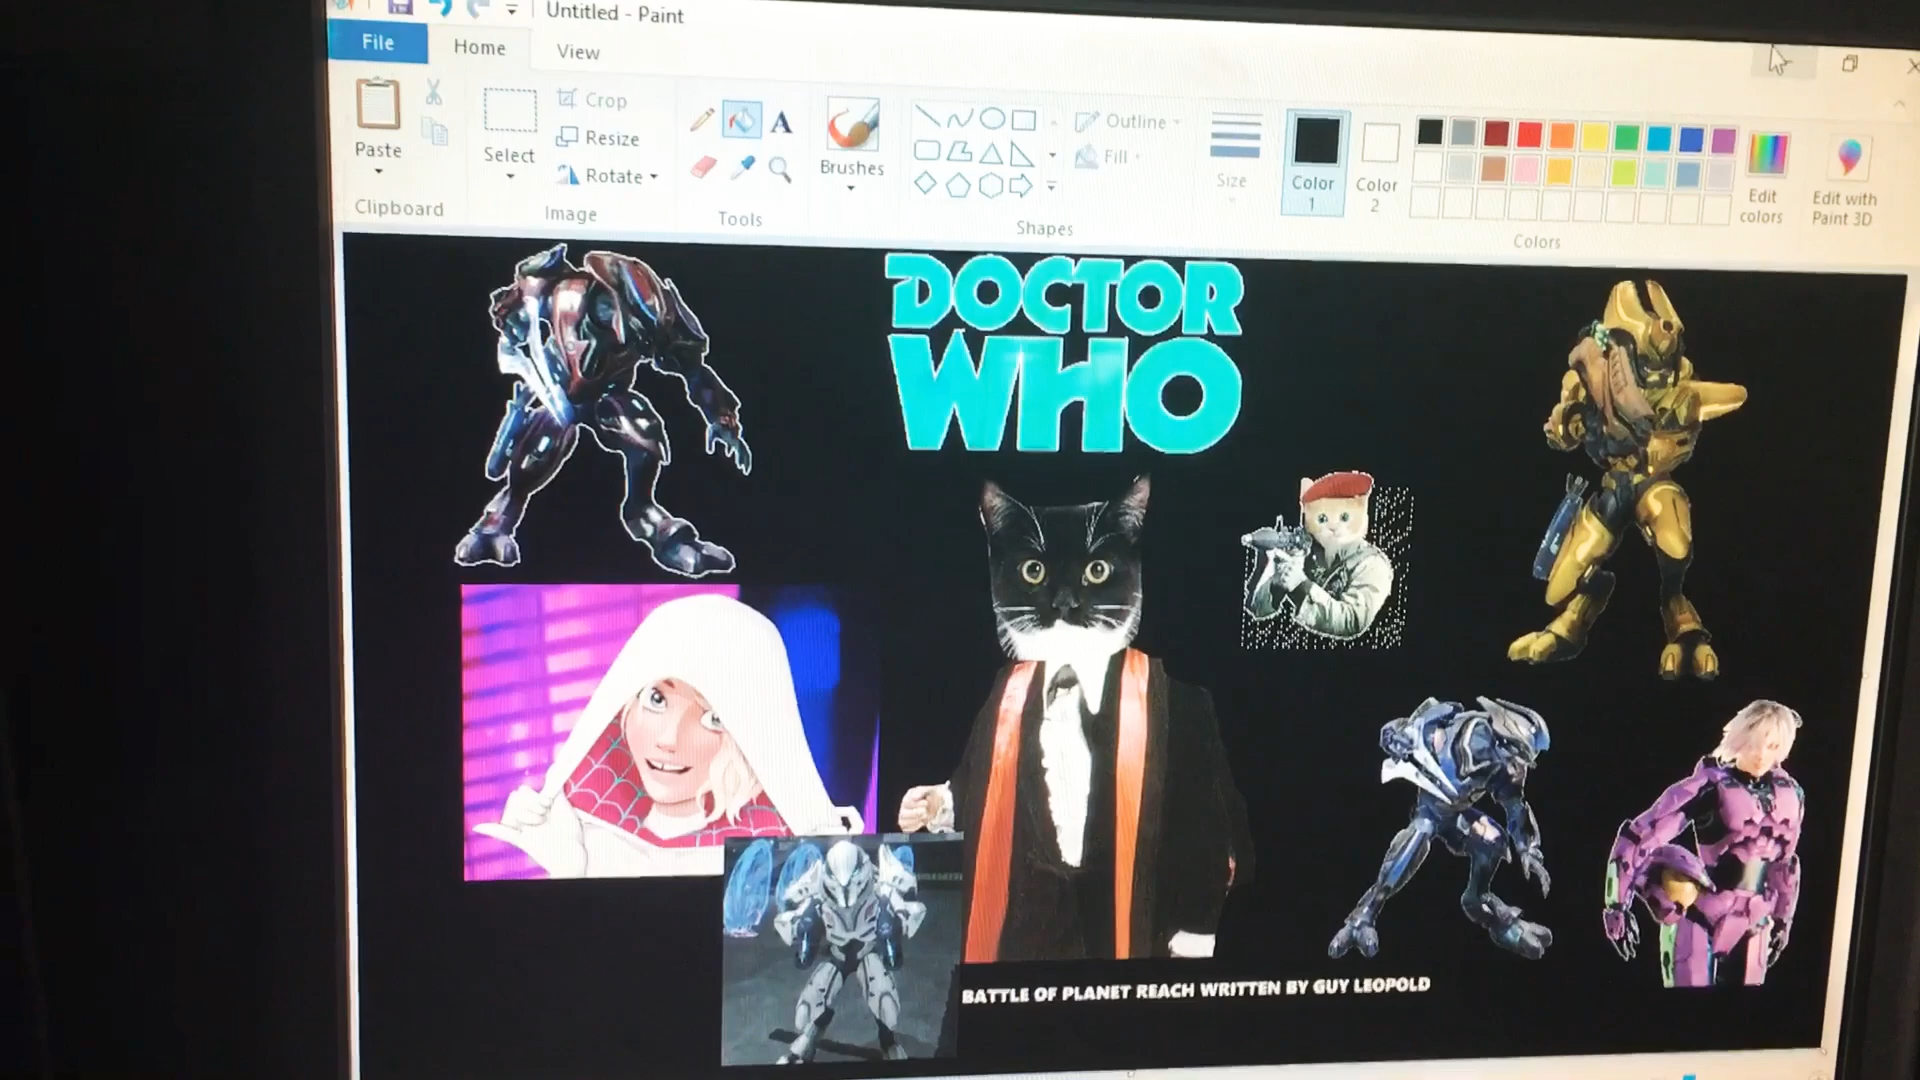 Untitled - Paint
File Home View
Paste
Clipboard
Select
Crop
Resize
Rotate
Image
A
Tools
Brushes
Shapes
Outline
Fill
Size
Color 1
Color 2
Colors
Edit colors
Edit with Paint 3D
DOCTOR
WHO
BATTLE OF PLANET REACH WRITTEN BY GUY LEOPOLD